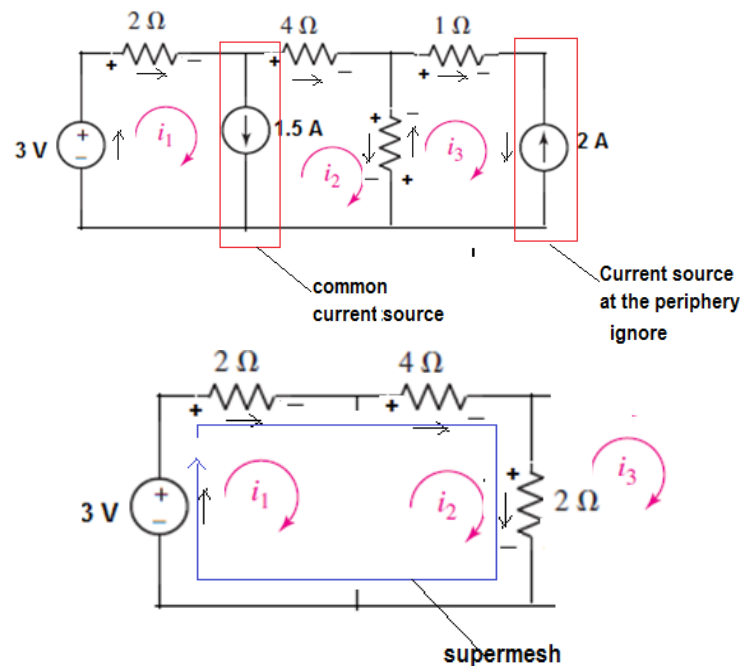 2 Ω 4 Ω 1 Ω
+ − + − + −
3 V + − i₁ 1.5 A i₂ + − − + i₃ 2 A
common
current source
Current source
at the periphery
ignore
2 Ω 4 Ω
+ − + −
3 V + − i₁ i₂ + − 2 Ω i₃
supermesh